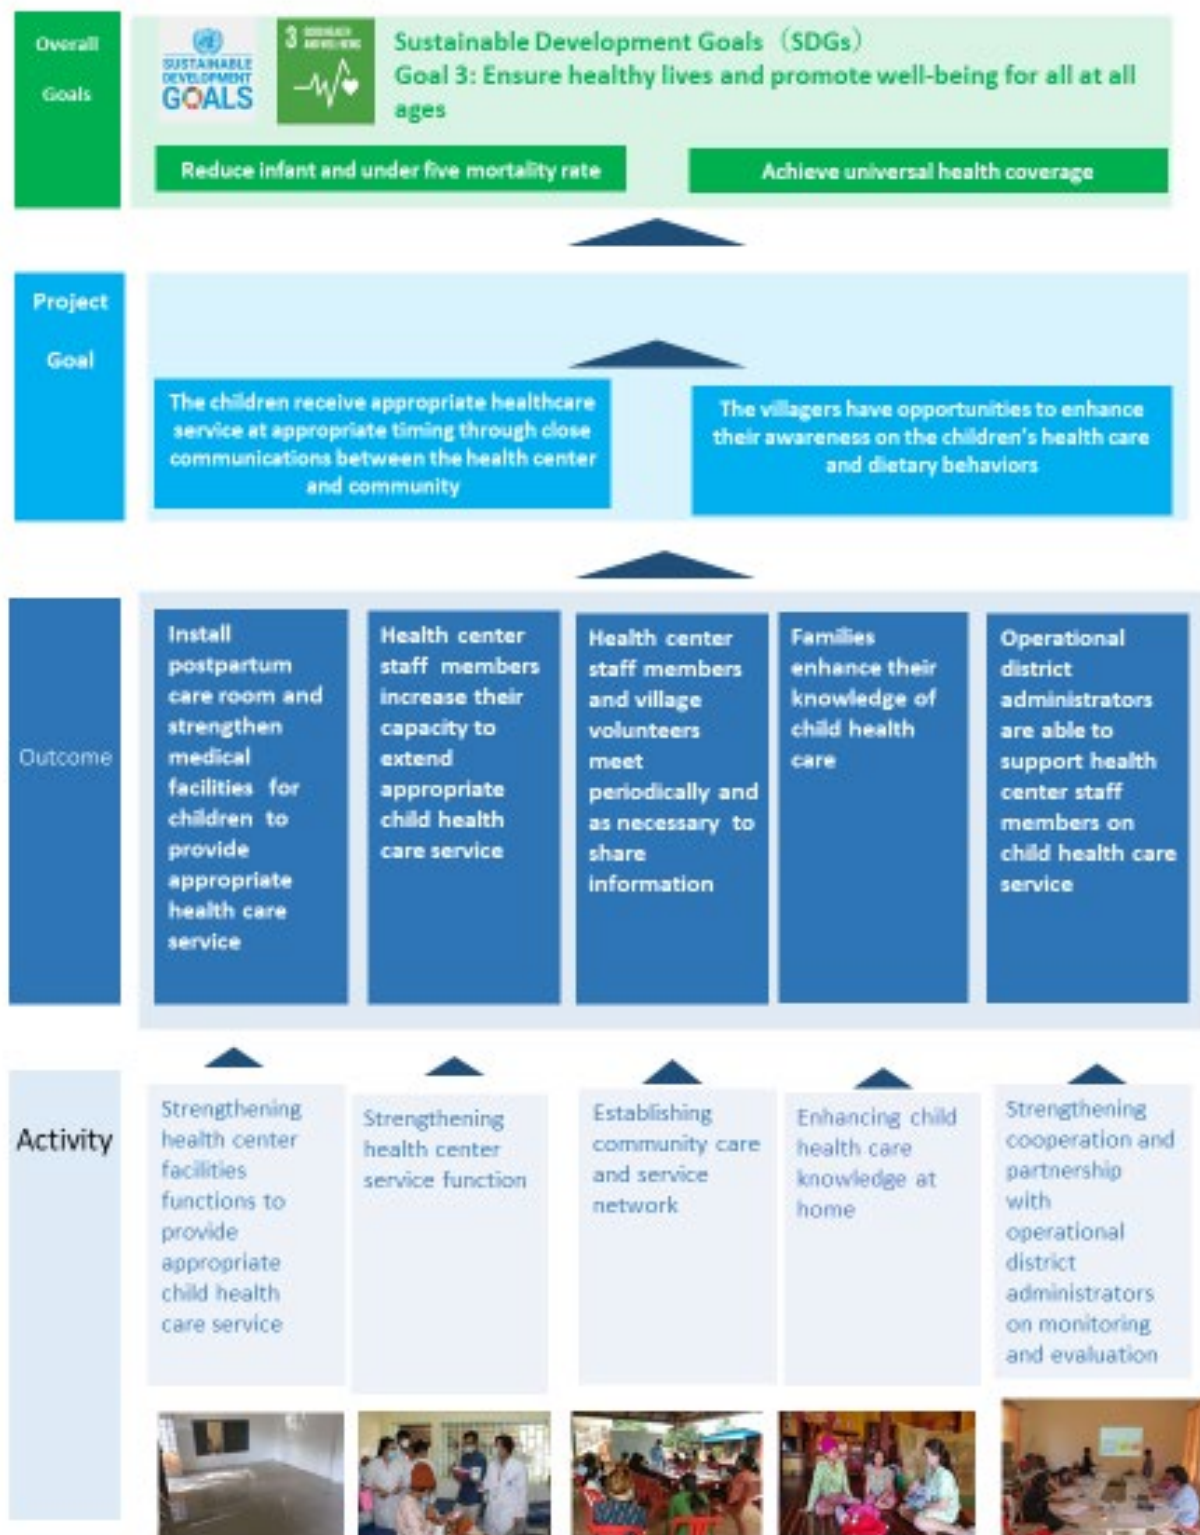 Overall
Goals
SUSTAINABLE
DEVELOPMENT
GOALS
3 GOOD HEALTH
AND WELL-BEING
Sustainable Development Goals (SDGs)
Goal 3: Ensure healthy lives and promote well-being for all at all
ages
Reduce infant and under five mortality rate
Achieve universal health coverage
Project
Goal
The children receive appropriate healthcare
service at appropriate timing through close
communications between the health center
and community
The villagers have opportunities to enhance
their awareness on the children's health care
and dietary behaviors
Outcome
Install
postpartum
care room and
strengthen
medical
facilities for
children to
provide
appropriate
health care
service
Health center
staff members
increase their
capacity to
extend
appropriate
child health
care service
Health center
staff members
and village
volunteers
meet
periodically and
as necessary to
share
information
Families
enhance their
knowledge of
child health
care
Operational
district
administrators
are able to
support health
center staff
members on
child health care
service
Activity
Strengthening
health center
facilities
functions to
provide
appropriate
child health
care service
Strengthening
health center
service function
Establishing
community care
and service
network
Enhancing child
health care
knowledge at
home
Strengthening
cooperation and
partnership
with
operational
district
administrators
on monitoring
and evaluation